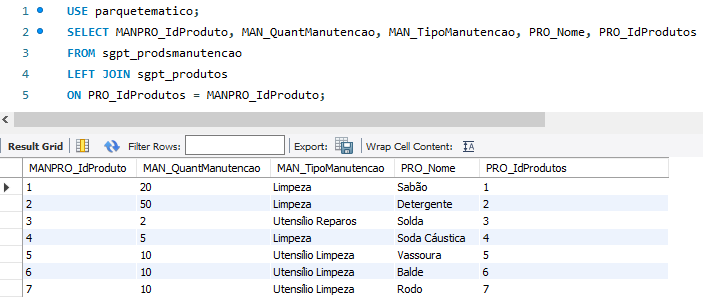 1 USE parquetematico;
2 SELECT MANPRO_IdProduto, MAN_QuantManutencao, MAN_TipoManutencao, PRO_Nome, PRO_IdProdutos
3 FROM sgpt_prodsmanutencao
4 LEFT JOIN sgpt_produtos
5 ON PRO_IdProdutos = MANPRO_IdProduto;
Result Grid Filter Rows: Export: Wrap Cell Content: IA
MANPRO_IdProduto MAN_QuantManutencao MAN_TipoManutencao PRO_Nome PRO_IdProdutos
1 20 Limpeza Sabão 1
2 50 Limpeza Detergente 2
3 2 Utensílio Reparos Solda 3
4 5 Limpeza Soda Cáustica 4
5 10 Utensílio Limpeza Vassoura 5
6 10 Utensílio Limpeza Balde 6
7 10 Utensílio Limpeza Rodo 7